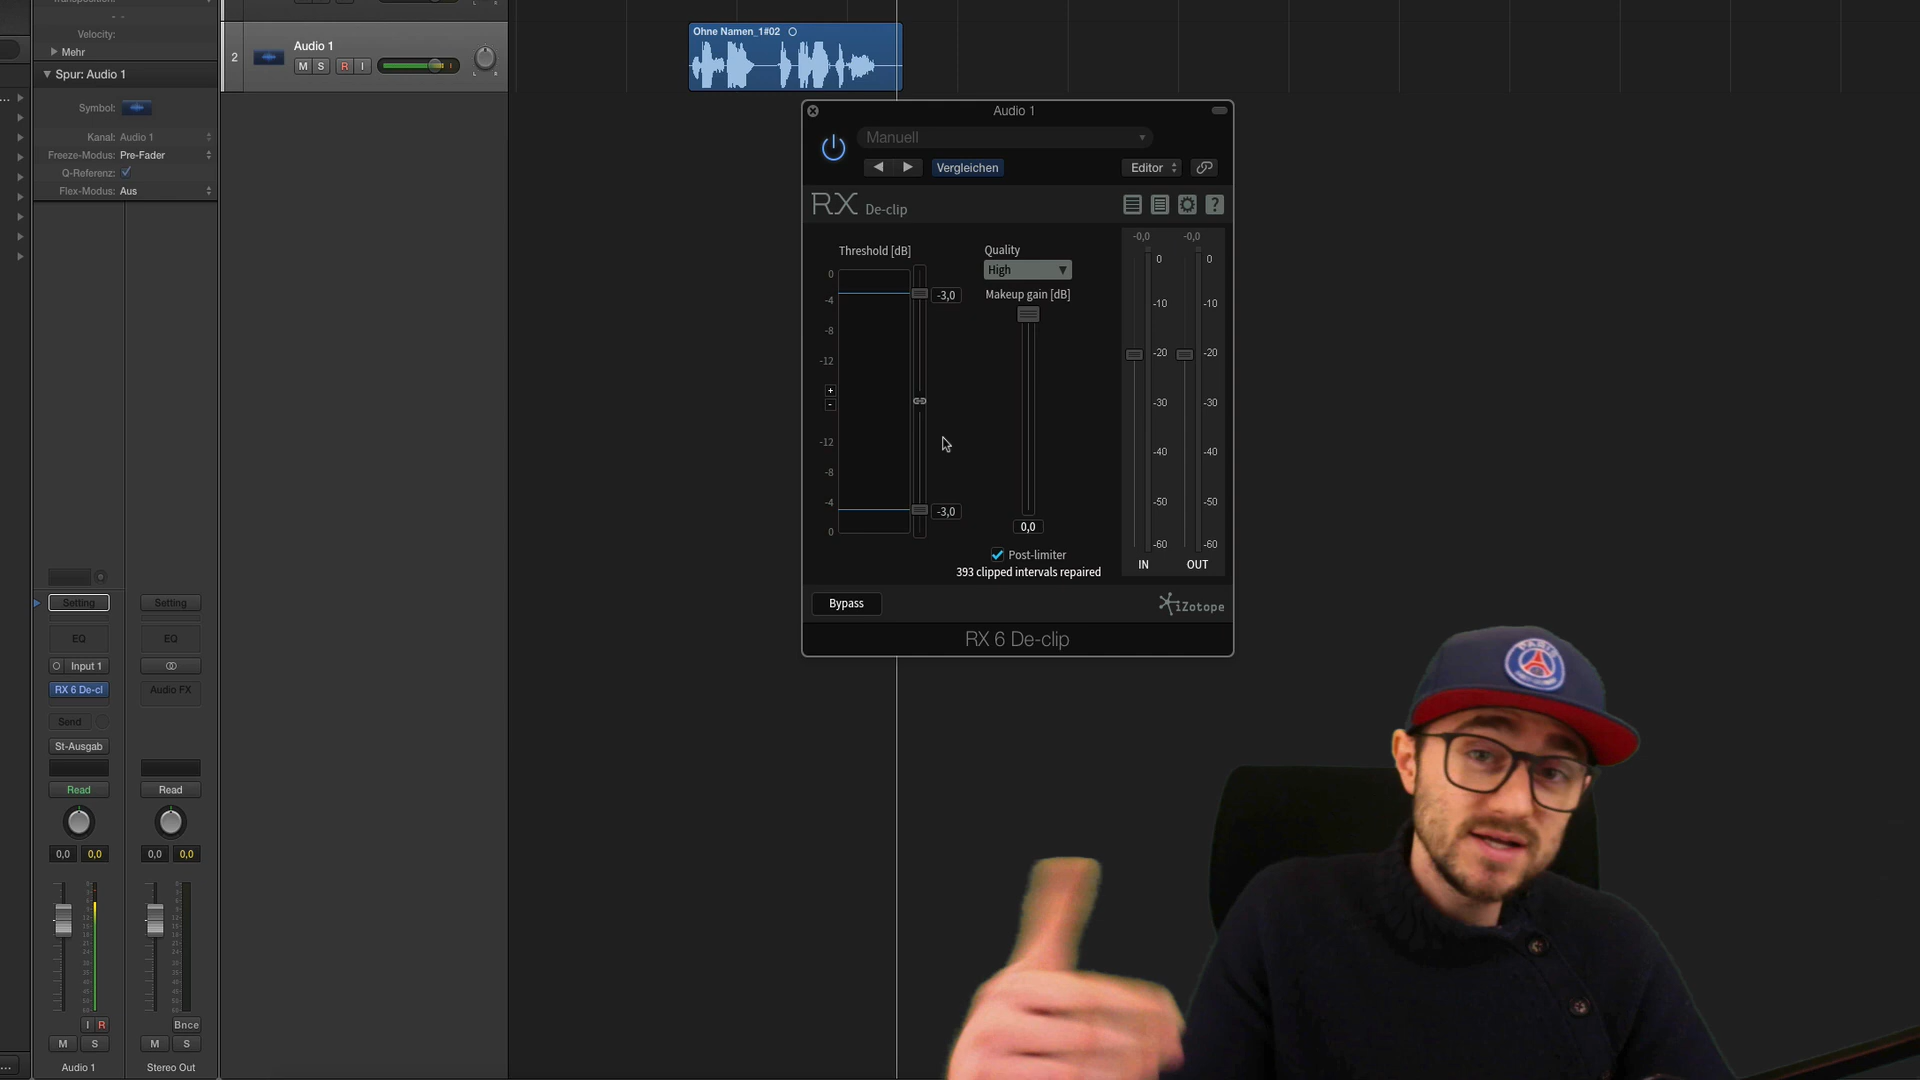 Velocity:
Mehr
Spur: Audio 1
Symbol:
Kanal: Audio 1
Freeze-Modus: Pre-Fader
Q-Referenz:
Flex-Modus: Aus
2
Audio 1
M S R I
L R
Ohne Namen_1#02
Audio 1
Manuell
Vergleichen
Editor
RX De-clip
?
Threshold [dB]
0
-4
-8
-12
+
-
-12
-8
-4
0
-3,0
-3,0
Quality
High
Makeup gain [dB]
0,0
Post-limiter
393 clipped intervals repaired
-0,0 -0,0
0 0
-10 -10
-20 -20
-30 -30
-40 -40
-50 -50
-60 -60
IN OUT
Bypass
iZotope
RX 6 De-clip
Setting Setting
EQ EQ
Input 1
RX 6 De-cl Audio FX
Send
St-Ausgab
Read Read
0,0 0,0 0,0 0,0
I R Bnce
M S M S
Audio 1 Stereo Out
PARIS